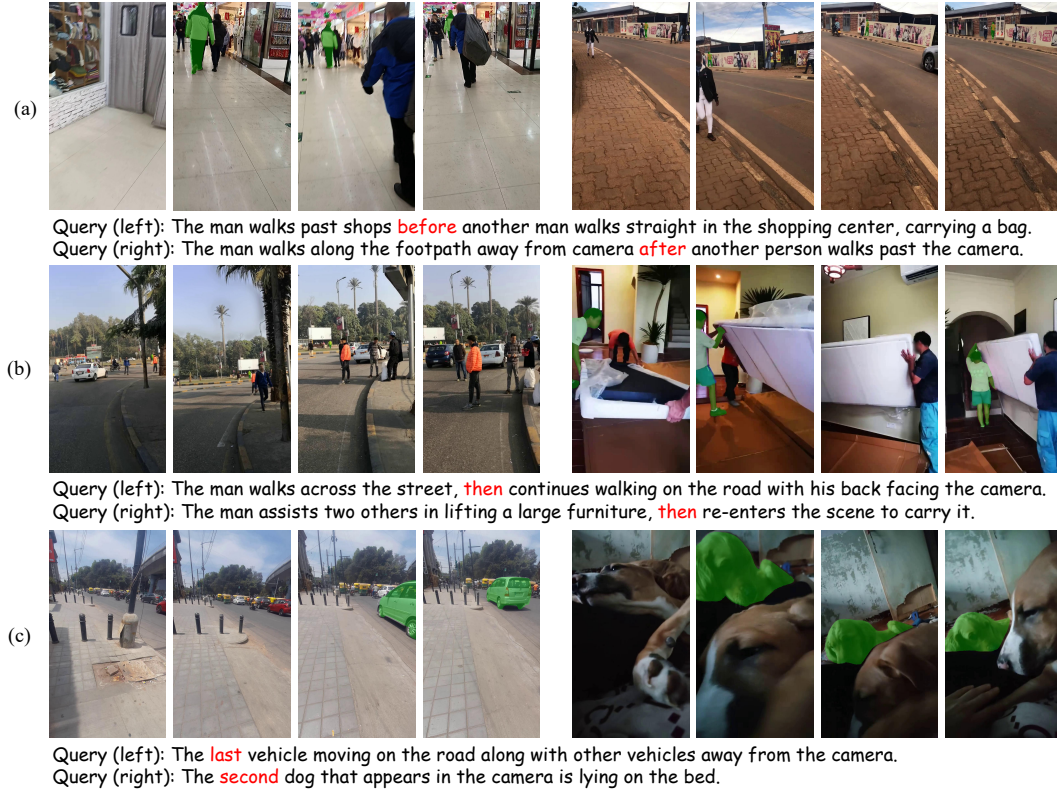 (a)
Query (left): The man walks past shops before another man walks straight in the shopping center, carrying a bag.
Query (right): The man walks along the footpath away from camera after another person walks past the camera.
(b)
Query (left): The man walks across the street, then continues walking on the road with his back facing the camera.
Query (right): The man assists two others in lifting a large furniture, then re-enters the scene to carry it.
(c)
Query (left): The last vehicle moving on the road along with other vehicles away from the camera.
Query (right): The second dog that appears in the camera is lying on the bed.